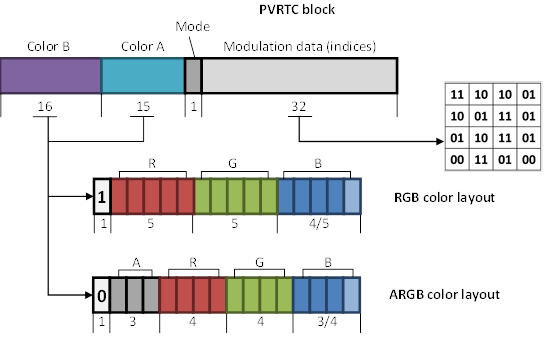 PVRTC block
Mode
Color B Color A Modulation data (indices)
16 15 1 32
11 10 10 01
10 01 11 01
01 10 11 01
00 11 01 00
R G B
1
RGB color layout
1 5 5 4/5
A R G B
0
ARGB color layout
1 3 4 4 3/4